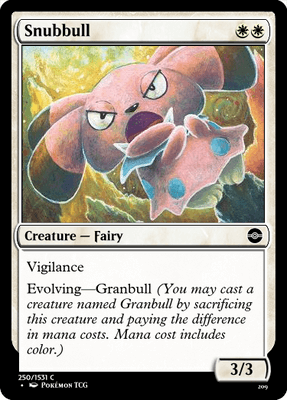 Snubbull
Creature — Fairy
Vigilance
Evolving—Granbull (You may cast a
creature named Granbull by sacrificing
this creature and paying the difference
in mana costs. Mana cost includes
color.)
3/3
250/1531 C
• Pokémon TCG